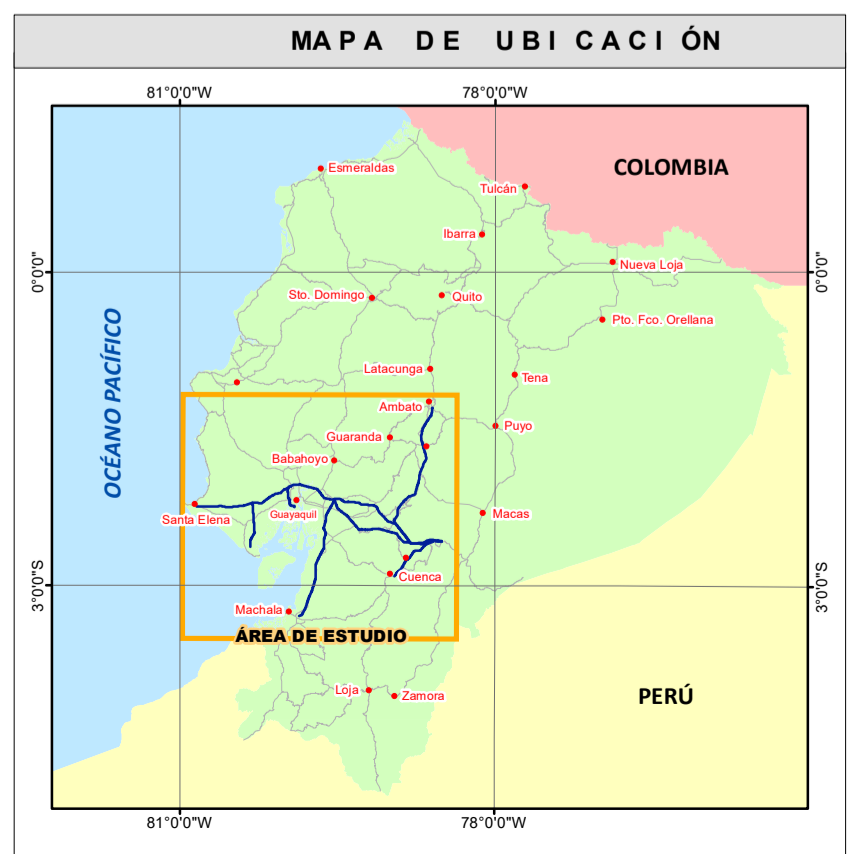 MAPA DE UBICACIÓN
81°0'0"W
78°0'0"W
COLOMBIA
Esmeraldas
Tulcán
Ibarra
Nueva Loja
0°0'0"
0°0'0"
Sto. Domingo
Quito
Pto. Fco. Orellana
OCÉANO PACÍFICO
Latacunga
Tena
Ambato
Puyo
Guaranda
Babahoyo
Santa Elena
Guayaquil
Macas
Cuenca
3°0'0"S
3°0'0"S
Machala
ÁREA DE ESTUDIO
Loja
Zamora
PERÚ
81°0'0"W
78°0'0"W